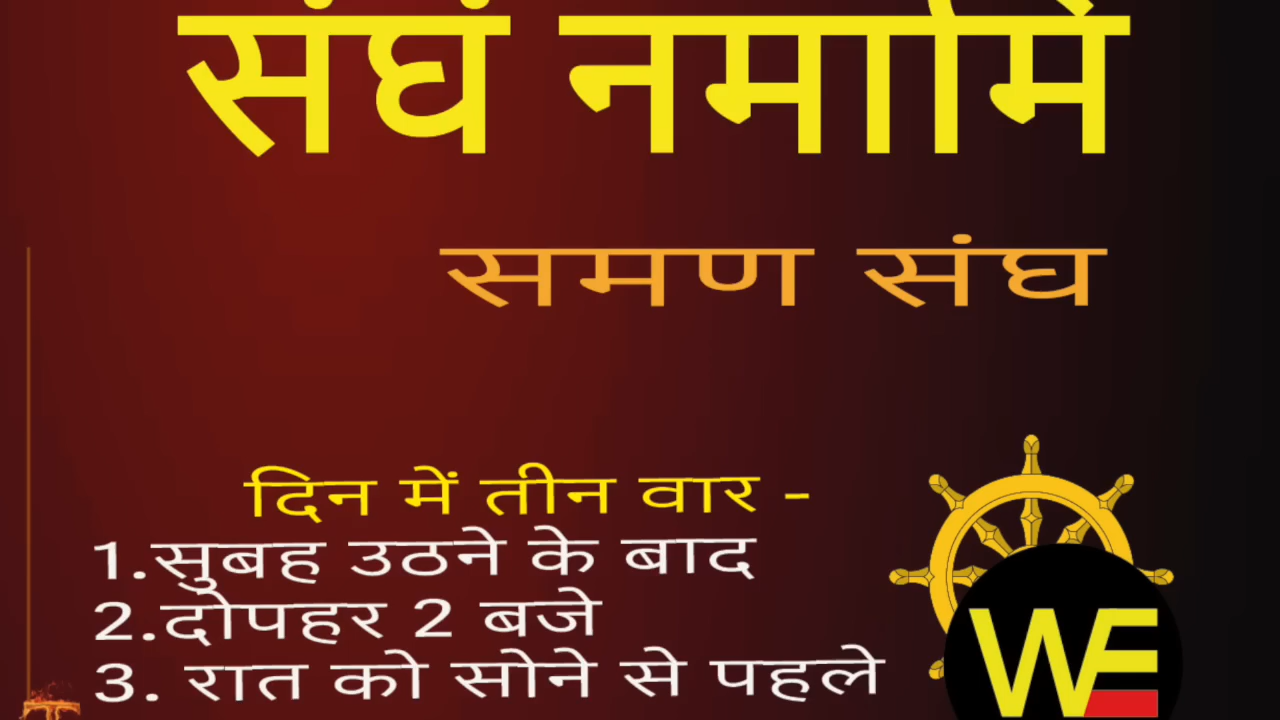 संघं नमामि
समण संघ
दिन में तीन वार -
1.सुबह उठने के बाद
2.दोपहर 2 बजे
3. रात को सोने से पहले
WE